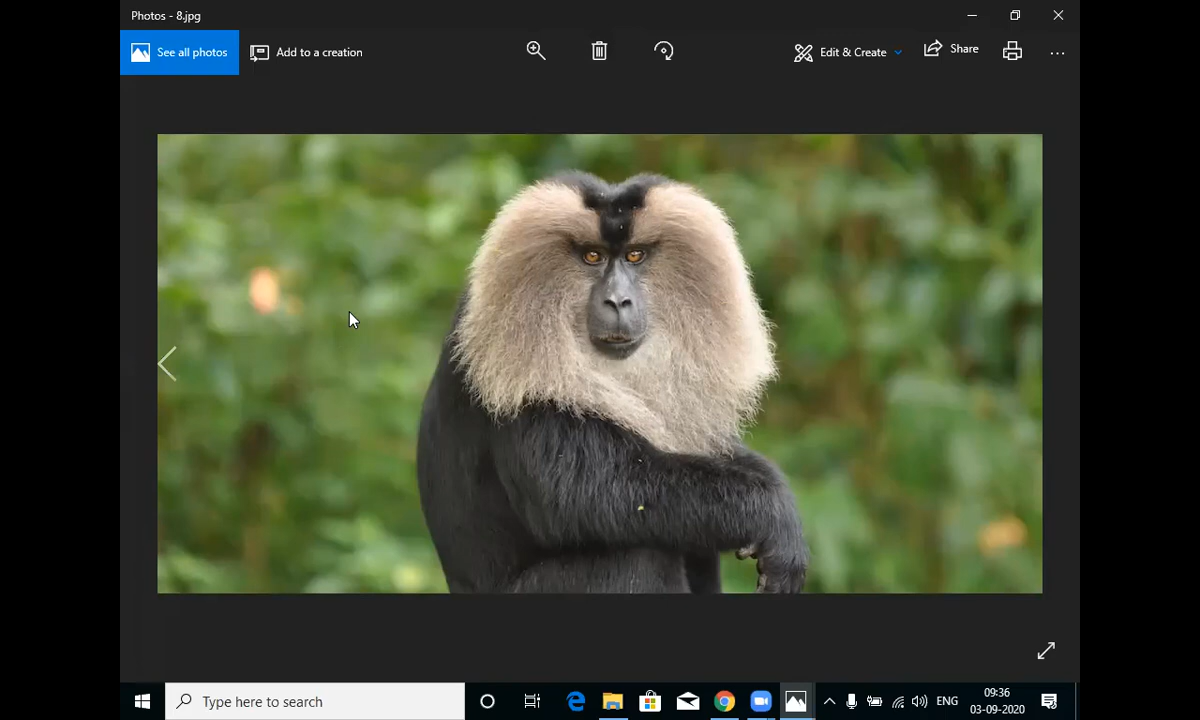 Photos - 8.jpg
See all photos
Add to a creation
Edit & Create
Share
Type here to search
ENG
09:36
03-09-2020